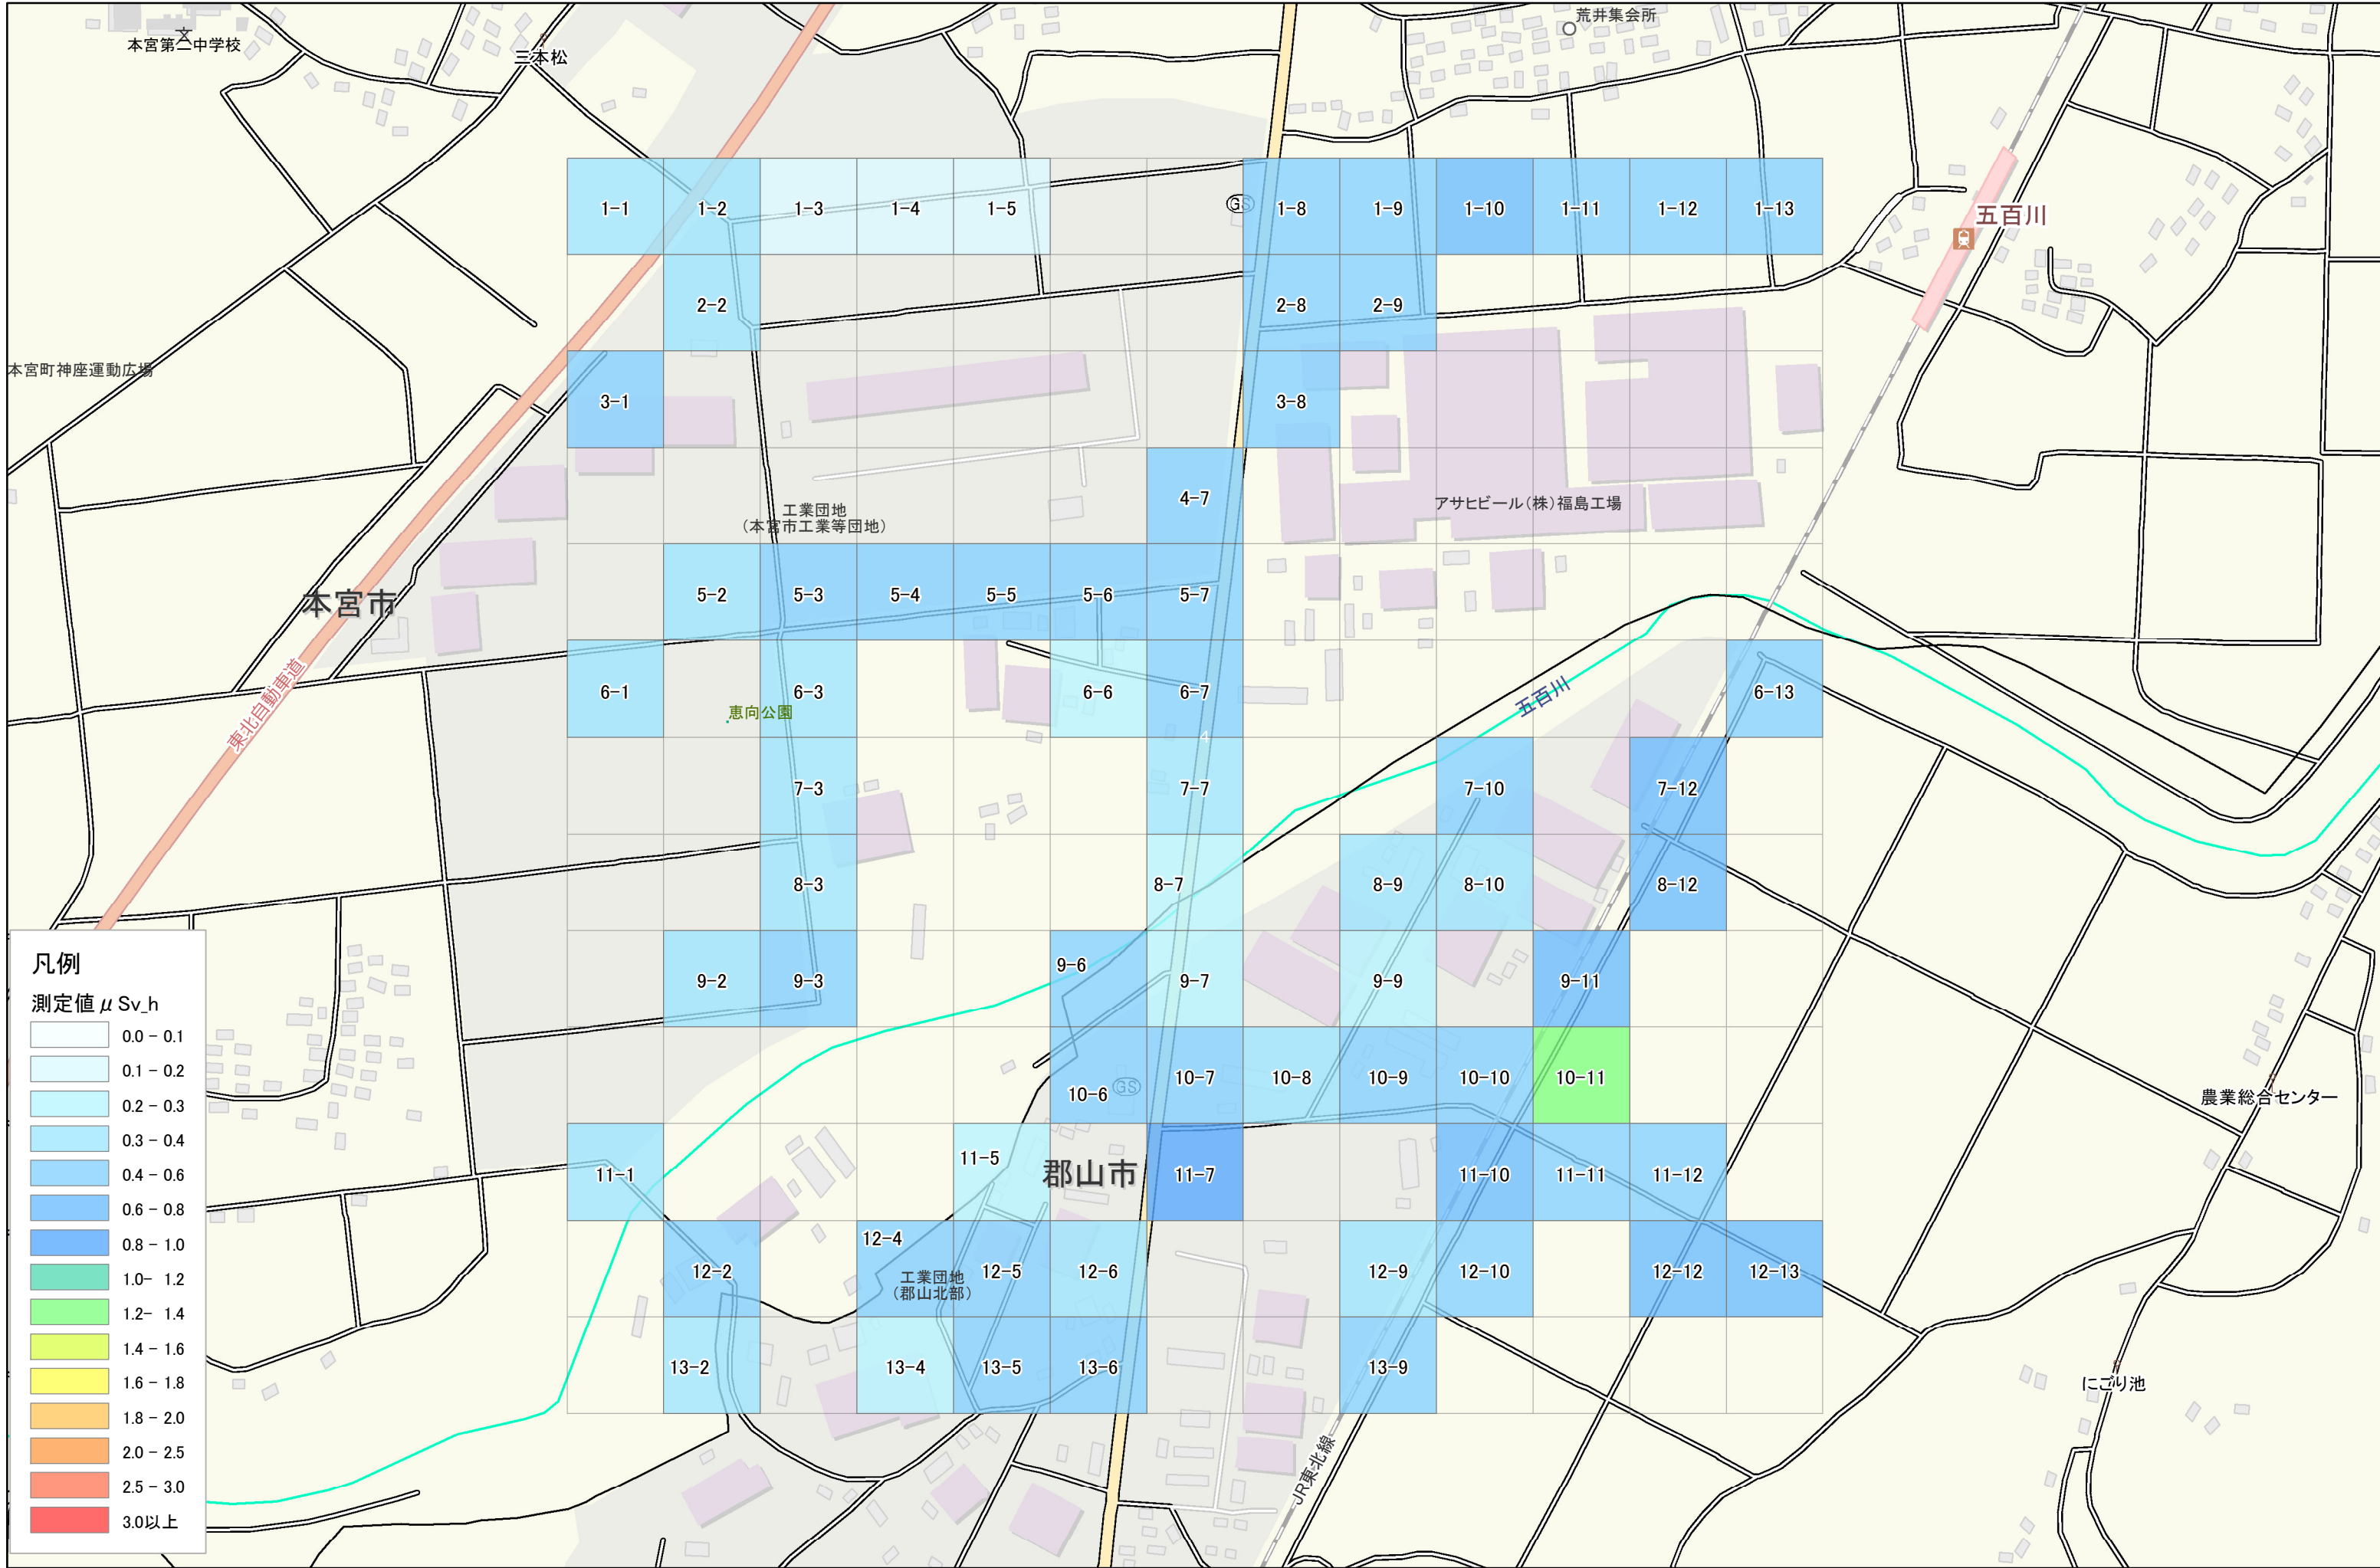 本宮第二中学校
三本松
荒井集会所
1-1
1-2
1-3
1-4
1-5
GS
1-8
1-9
1-10
1-11
1-12
1-13
五百川
2-2
2-8
2-9
本宮町神座運動広場
3-1
3-8
4-7
工業団地
（本宮市工業等団地）
アサヒビール（株）福島工場
本宮市
5-2
5-3
5-4
5-5
5-6
5-7
東北自動車道
6-1
6-3
恵向公園
6-6
6-7
4
五百川
6-13
7-3
7-7
7-10
7-12
8-3
8-7
8-9
8-10
8-12
9-2
9-3
9-6
9-7
9-9
9-11
10-6
GS
10-7
10-8
10-9
10-10
10-11
農業総合センター
11-1
11-5
郡山市
11-7
11-10
11-11
11-12
12-2
12-4
工業団地
（郡山北部）
12-5
12-6
12-9
12-10
12-12
12-13
13-2
13-4
13-5
13-6
13-9
にごり池
JR東北線
凡例
測定値 μ Sv_h
0.0 - 0.1
0.1 - 0.2
0.2 - 0.3
0.3 - 0.4
0.4 - 0.6
0.6 - 0.8
0.8 - 1.0
1.0- 1.2
1.2- 1.4
1.4 - 1.6
1.6 - 1.8
1.8 - 2.0
2.0 - 2.5
2.5 - 3.0
3.0以上